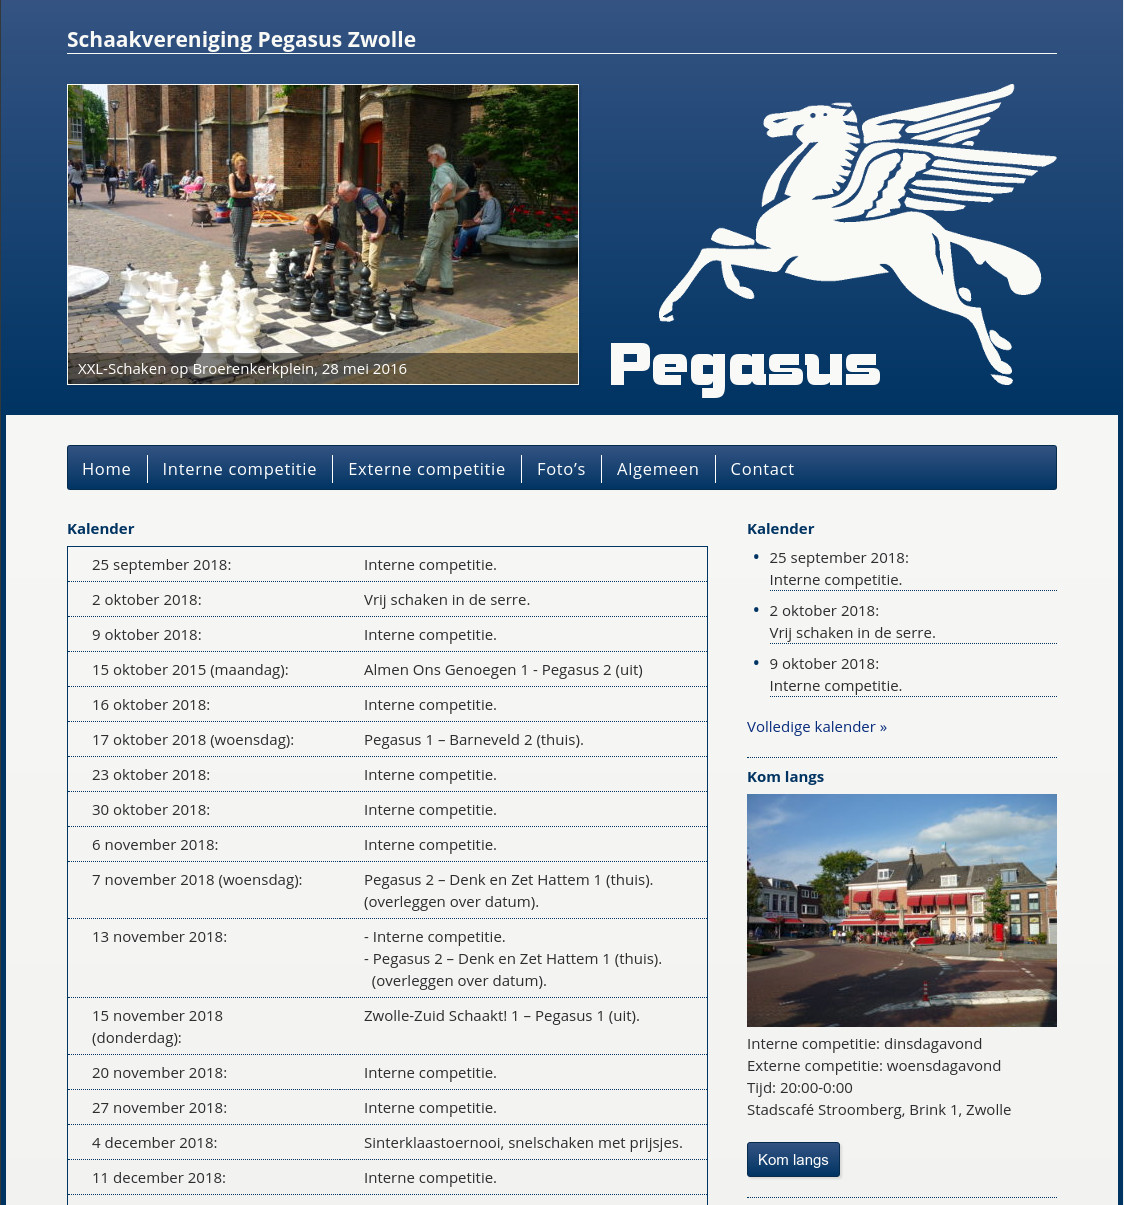 Schaakvereniging Pegasus Zwolle
XXL-Schaken op Broerenkerkplein, 28 mei 2016
Pegasus
Home
Interne competitie
Externe competitie
Foto’s
Algemeen
Contact
Kalender
25 september 2018: Interne competitie.
2 oktober 2018: Vrij schaken in de serre.
9 oktober 2018: Interne competitie.
15 oktober 2015 (maandag): Almen Ons Genoegen 1 - Pegasus 2 (uit)
16 oktober 2018: Interne competitie.
17 oktober 2018 (woensdag): Pegasus 1 – Barneveld 2 (thuis).
23 oktober 2018: Interne competitie.
30 oktober 2018: Interne competitie.
6 november 2018: Interne competitie.
7 november 2018 (woensdag): Pegasus 2 – Denk en Zet Hattem 1 (thuis).
(overleggen over datum).
13 november 2018: - Interne competitie.
- Pegasus 2 – Denk en Zet Hattem 1 (thuis).
(overleggen over datum).
15 november 2018 Zwolle-Zuid Schaakt! 1 – Pegasus 1 (uit).
(donderdag):
20 november 2018: Interne competitie.
27 november 2018: Interne competitie.
4 december 2018: Sinterklaastoernooi, snelschaken met prijsjes.
11 december 2018: Interne competitie.
Kalender
• 25 september 2018:
Interne competitie.
• 2 oktober 2018:
Vrij schaken in de serre.
• 9 oktober 2018:
Interne competitie.
Volledige kalender »
Kom langs
Interne competitie: dinsdagavond
Externe competitie: woensdagavond
Tijd: 20:00-0:00
Stadscafé Stroomberg, Brink 1, Zwolle
Kom langs